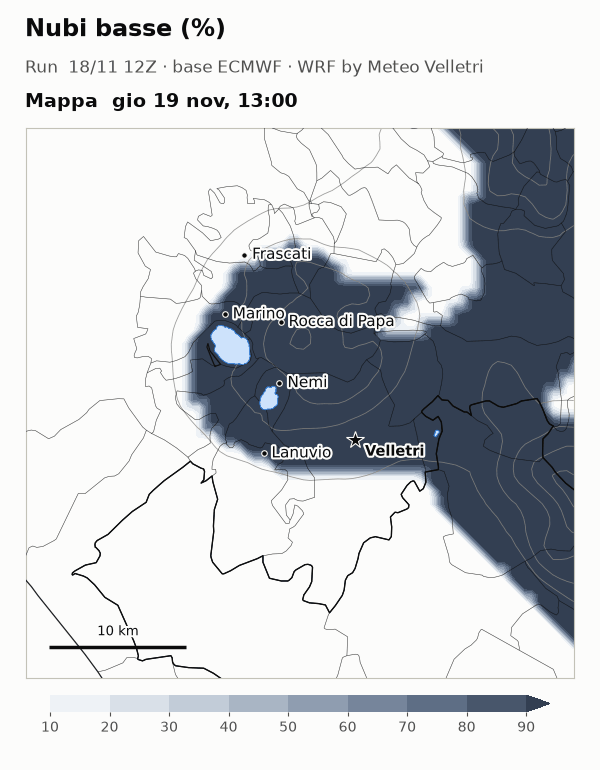 Nubi basse (%)
Run  18/11 12Z · base ECMWF · WRF by Meteo Velletri
Mappa  gio 19 nov, 13:00
Frascati
Marino
Rocca di Papa
Nemi
Velletri
Lanuvio
10 km
10 20 30 40 50 60 70 80 90